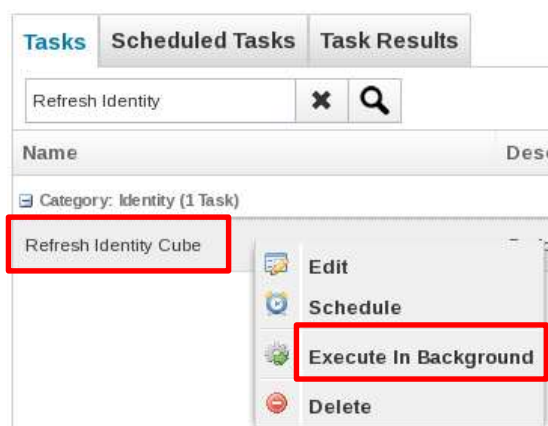 Tasks Scheduled Tasks Task Results
Refresh Identity
Name
Category: Identity (1 Task)
Refresh Identity Cube
Edit
Schedule
Execute In Background
Delete